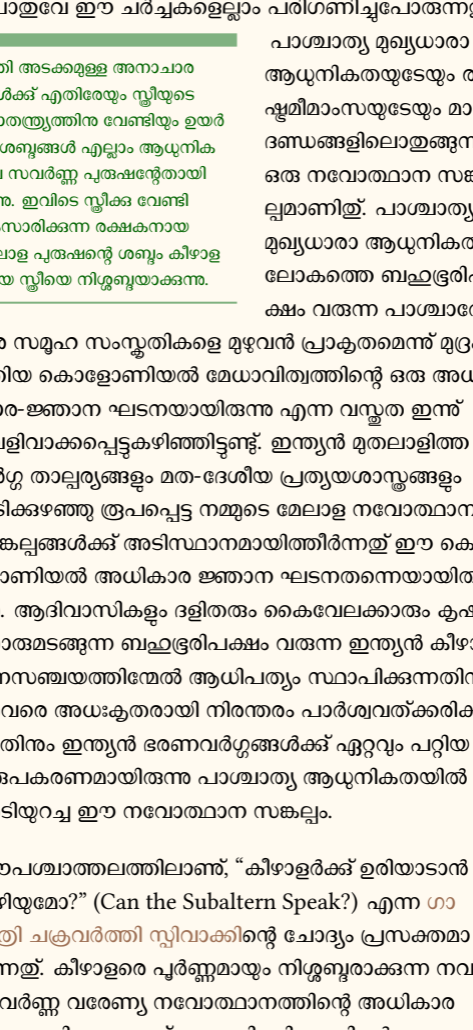 ാതുവേ ഈ ചർച്ചകളെല്ലാം പരിഗണിച്ചുപോരുന്നത
തി അടക്കമുള്ള അനാചാര
ൾക്ക് എതിരേയും സ്ത്രീയുടെ
ാതന്ത്ര്യത്തിനു വേണ്ടിയും ഉയർ
ശബ്ദങ്ങൾ എല്ലാം ആധുനിക
സവർണ്ണ പുരുഷന്റേതായി
നു. ഇവിടെ സ്ത്രീക്കു വേണ്ടി
ംസാരിക്കുന്ന രക്ഷകനായ
ലാള പുരുഷന്റെ ശബ്ദം കീഴാള
യ സ്ത്രീയെ നിശ്ശബ്ദയാക്കുന്നു.
പാശ്ചാത്യ മുഖ്യധാരാ
ആധുനികതയുടേയും ത
ഷ്ട്രമീമാംസയുടേയും മാ
ദണ്ഡങ്ങളിലൊതുങ്ങുന്ന
ഒരു നവോത്ഥാന സങ്ക
ല്പമാണിത്. പാശ്ചാത്യ
മുഖ്യധാരാ ആധുനികത
ലോകത്തെ ബഹുഭൂരിപ
ക്ഷം വരുന്ന പാശ്ചാത്യേ
ര സമൂഹ സംസ്കൃതികളെ മുഴുവൻ പ്രാകൃതമെന്ന് മുദ്രം
ിയ കൊളോണിയൽ മേധാവിത്വത്തിന്റെ ഒരു അധ
ാര-ജ്ഞാന ഘടനയായിരുന്നു എന്ന വസ്തുത ഇന്ന്
െളിവാക്കപ്പെട്ടുകഴിഞ്ഞിട്ടുണ്ട്. ഇന്ത്യൻ മുതലാളിത്ത
ർഗ്ഗ താല്പര്യങ്ങളും മത-ദേശീയ പ്രത്യയശാസ്ത്രങ്ങളും
ടിക്കുഴഞ്ഞു രൂപപ്പെട്ട നമ്മുടെ മേലാള നവോത്ഥാന
ങ്കല്പങ്ങൾക്ക് അടിസ്ഥാനമായിത്തീർന്നത് ഈ കൊ
ാണിയൽ അധികാര ജ്ഞാന ഘടനതന്നെയായിരു
. ആദിവാസികളും ദളിതരും കൈവേലക്കാരും കൃഷ
ാരുമടങ്ങുന്ന ബഹുഭൂരിപക്ഷം വരുന്ന ഇന്ത്യൻ കീഴാ
നസഞ്ചയത്തിന്മേൽ ആധിപത്യം സ്ഥാപിക്കുന്നതിന
വരെ അധഃകൃതരായി നിരന്തരം പാർശ്വവത്ക്കരിക്ക
തിനും ഇന്ത്യൻ ഭരണവർഗ്ഗങ്ങൾക്ക് ഏറ്റവും പറ്റിയ
ഉപകരണമായിരുന്നു പാശ്ചാത്യ ആധുനികതയിൽ
ടിയുറച്ച ഈ നവോത്ഥാന സങ്കല്പം.
ൗപശ്ചാത്തലത്തിലാണ്, “കീഴാളർക്ക് ഉരിയാടാൻ
ഴിയുമോ?” (Can the Subaltern Speak?) എന്ന ഗാ
ത്രി ചക്രവർത്തി സ്പിവാക്കിന്റെ ചോദ്യം പ്രസക്തമാ
ന്നത്. കീഴാളരെ പൂർണ്ണമായും നിശ്ശബ്ദരാക്കുന്ന നവ
വർണ്ണ വരേണ്യ നവോത്ഥാനത്തിന്റെ അധികാര